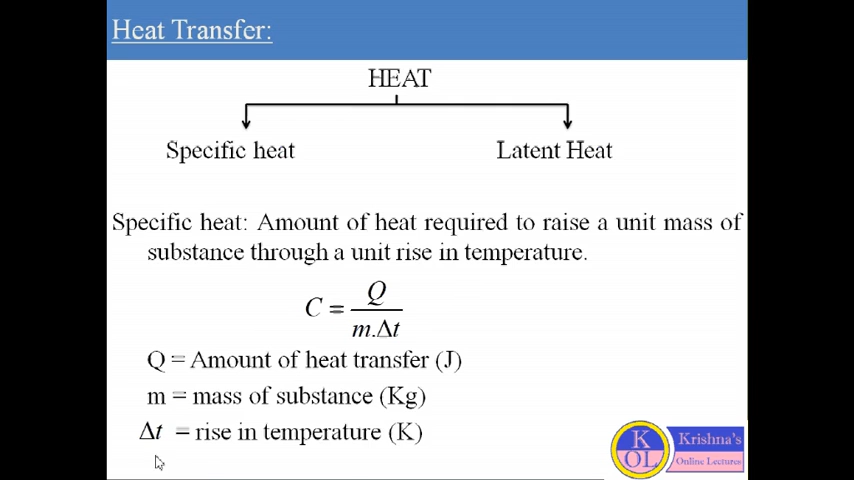 Heat Transfer:
HEAT
Specific heat
Latent Heat
Specific heat: Amount of heat required to raise a unit mass of
substance through a unit rise in temperature.
C = Q / m.Δt
Q = Amount of heat transfer (J)
m = mass of substance (Kg)
Δt = rise in temperature (K)
K
OL
Krishna's
Online Lectures